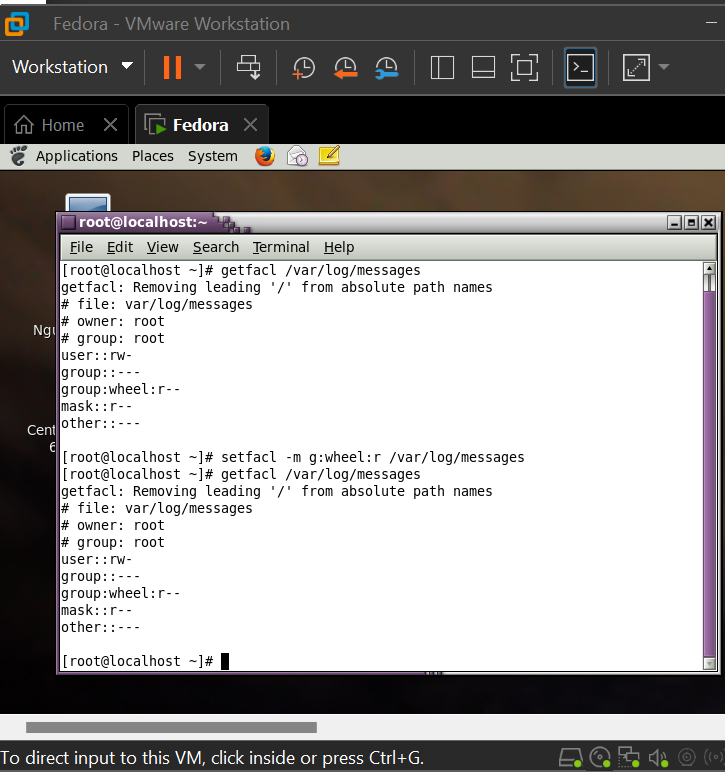 Fedora - VMware Workstation
Workstation
Home
Fedora
Applications Places System
root@localhost:~
File Edit View Search Terminal Help
[root@localhost ~]# getfacl /var/log/messages
getfacl: Removing leading '/' from absolute path names
# file: var/log/messages
# owner: root
# group: root
user::rw-
group::---
group:wheel:r--
mask::r--
other::---
[root@localhost ~]# setfacl -m g:wheel:r /var/log/messages
[root@localhost ~]# getfacl /var/log/messages
getfacl: Removing leading '/' from absolute path names
# file: var/log/messages
# owner: root
# group: root
user::rw-
group::---
group:wheel:r--
mask::r--
other::---
[root@localhost ~]#
Cent
6
To direct input to this VM, click inside or press Ctrl+G.